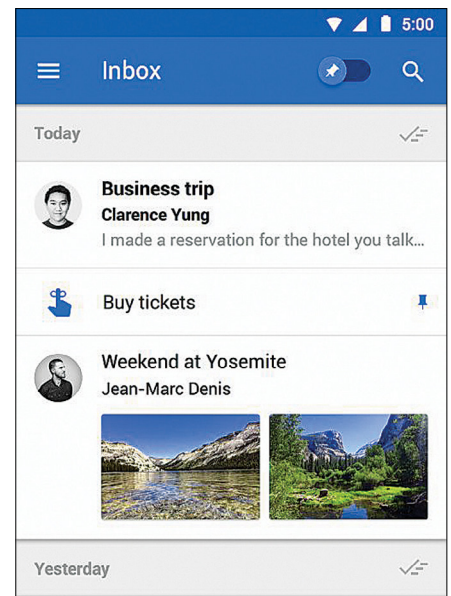 5:00
Inbox
Today
Business trip
Clarence Yung
I made a reservation for the hotel you talk...
Buy tickets
Weekend at Yosemite
Jean-Marc Denis
Yesterday